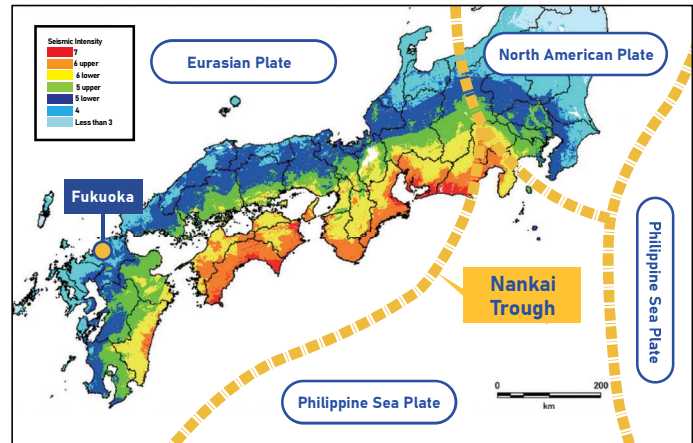 Seismic Intensity
7
6 upper
6 lower
5 upper
5 lower
4
Less than 3
Eurasian Plate
North American Plate
Fukuoka
Nankai
Trough
Philippine Sea Plate
Philippine Sea Plate
0 200
km